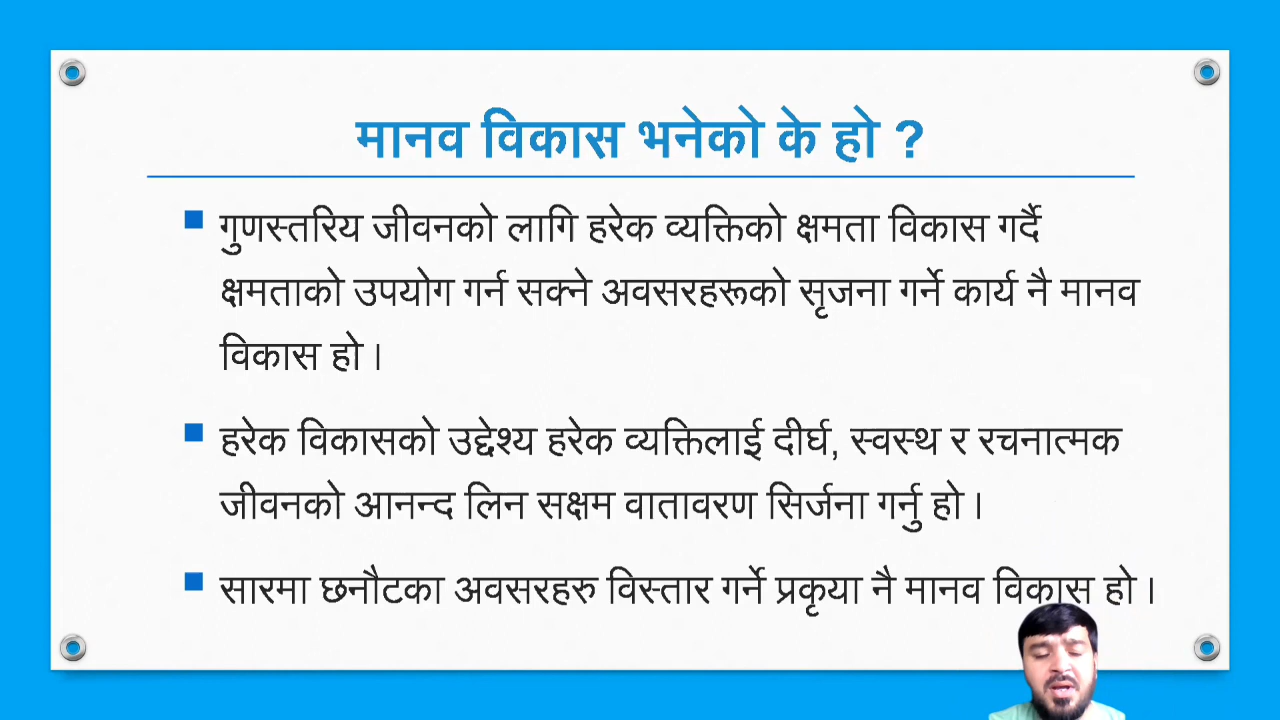 मानव विकास भनेको के हो ?
गुणस्तरिय जीवनको लागि हरेक व्यक्तिको क्षमता विकास गर्दै
क्षमताको उपयोग गर्न सक्ने अवसरहरूको सृजना गर्ने कार्य नै मानव
विकास हो ।
हरेक विकासको उद्देश्य हरेक व्यक्तिलाई दीर्घ, स्वस्थ र रचनात्मक
जीवनको आनन्द लिन सक्षम वातावरण सिर्जना गर्नु हो ।
सारमा छनौटका अवसरहरु विस्तार गर्ने प्रकृया नै मानव विकास हो ।